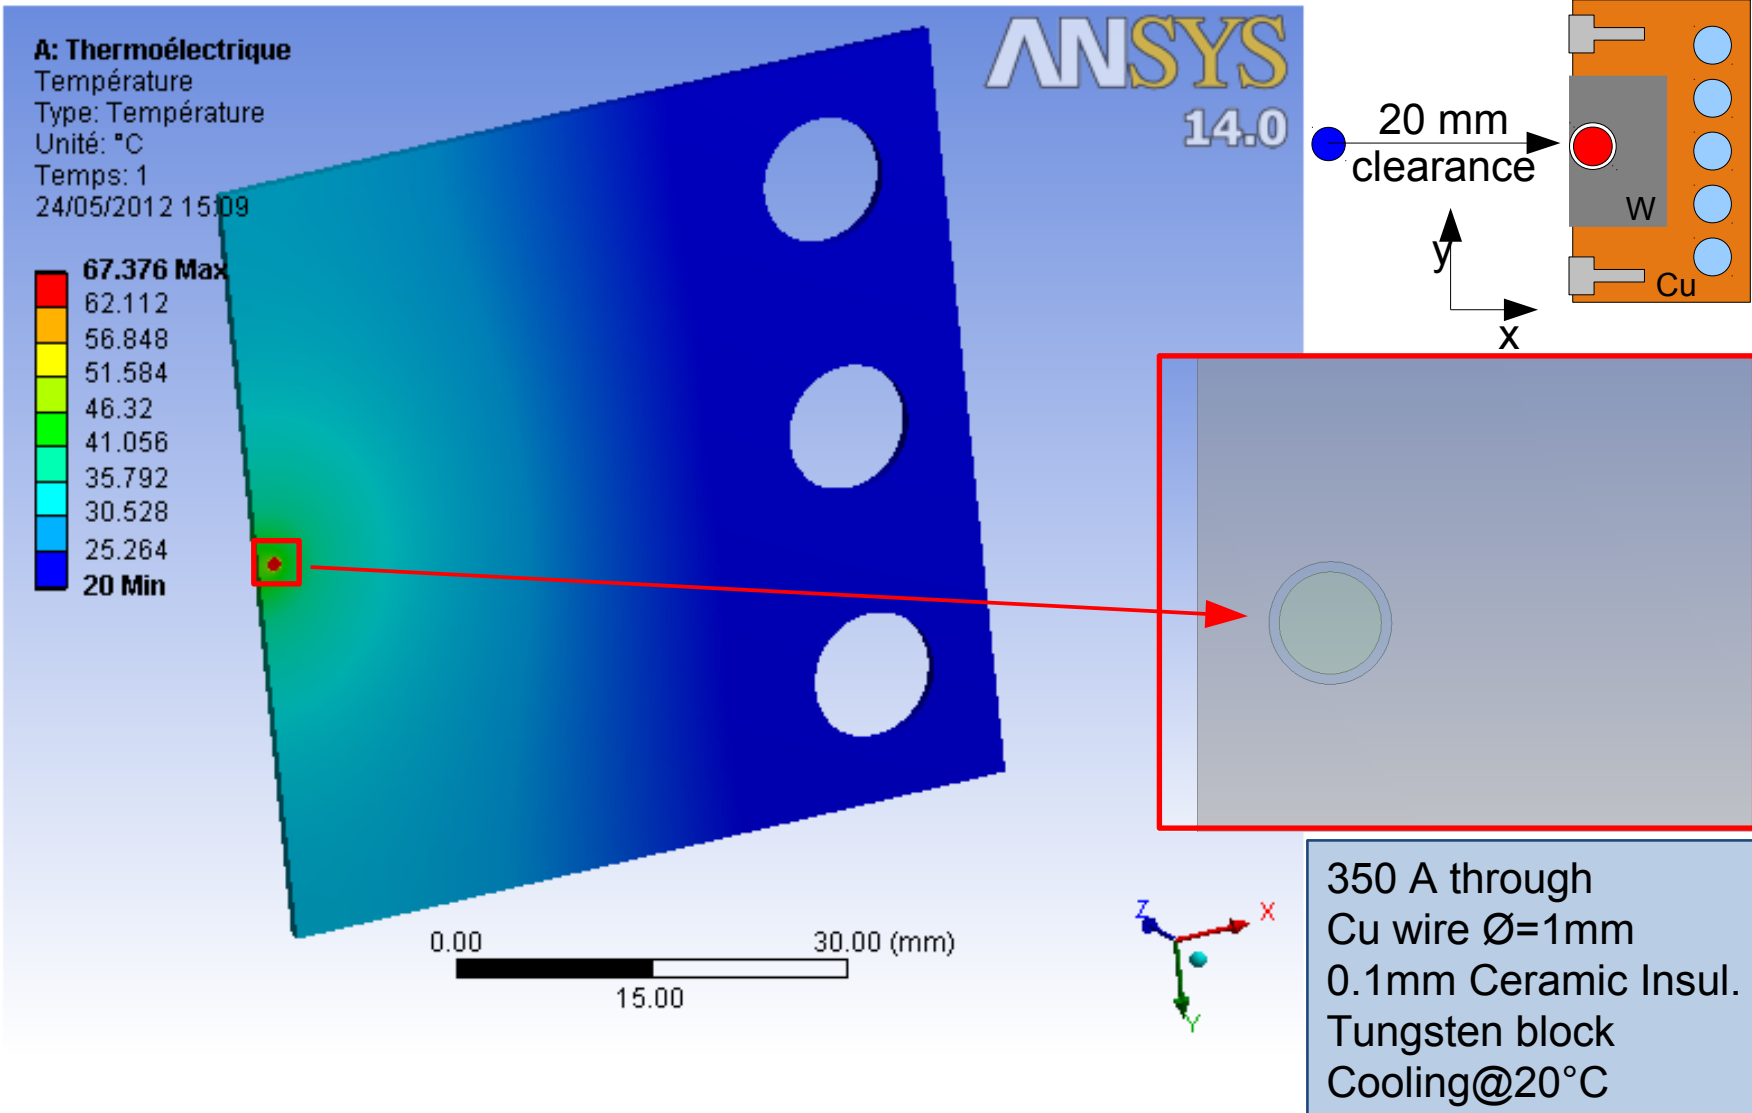 A: Thermoélectrique
Température
Type: Température
Unité: °C
Temps: 1
24/05/2012 15:09
67.376 Max
62.112
56.848
51.584
46.32
41.056
35.792
30.528
25.264
20 Min
ANSYS
14.0
0.00
30.00 (mm)
15.00
Z
X
Y
20 mm
clearance
W
Cu
y
x
350 A through
Cu wire Ø=1mm
0.1mm Ceramic Insul.
Tungsten block
Cooling@20°C